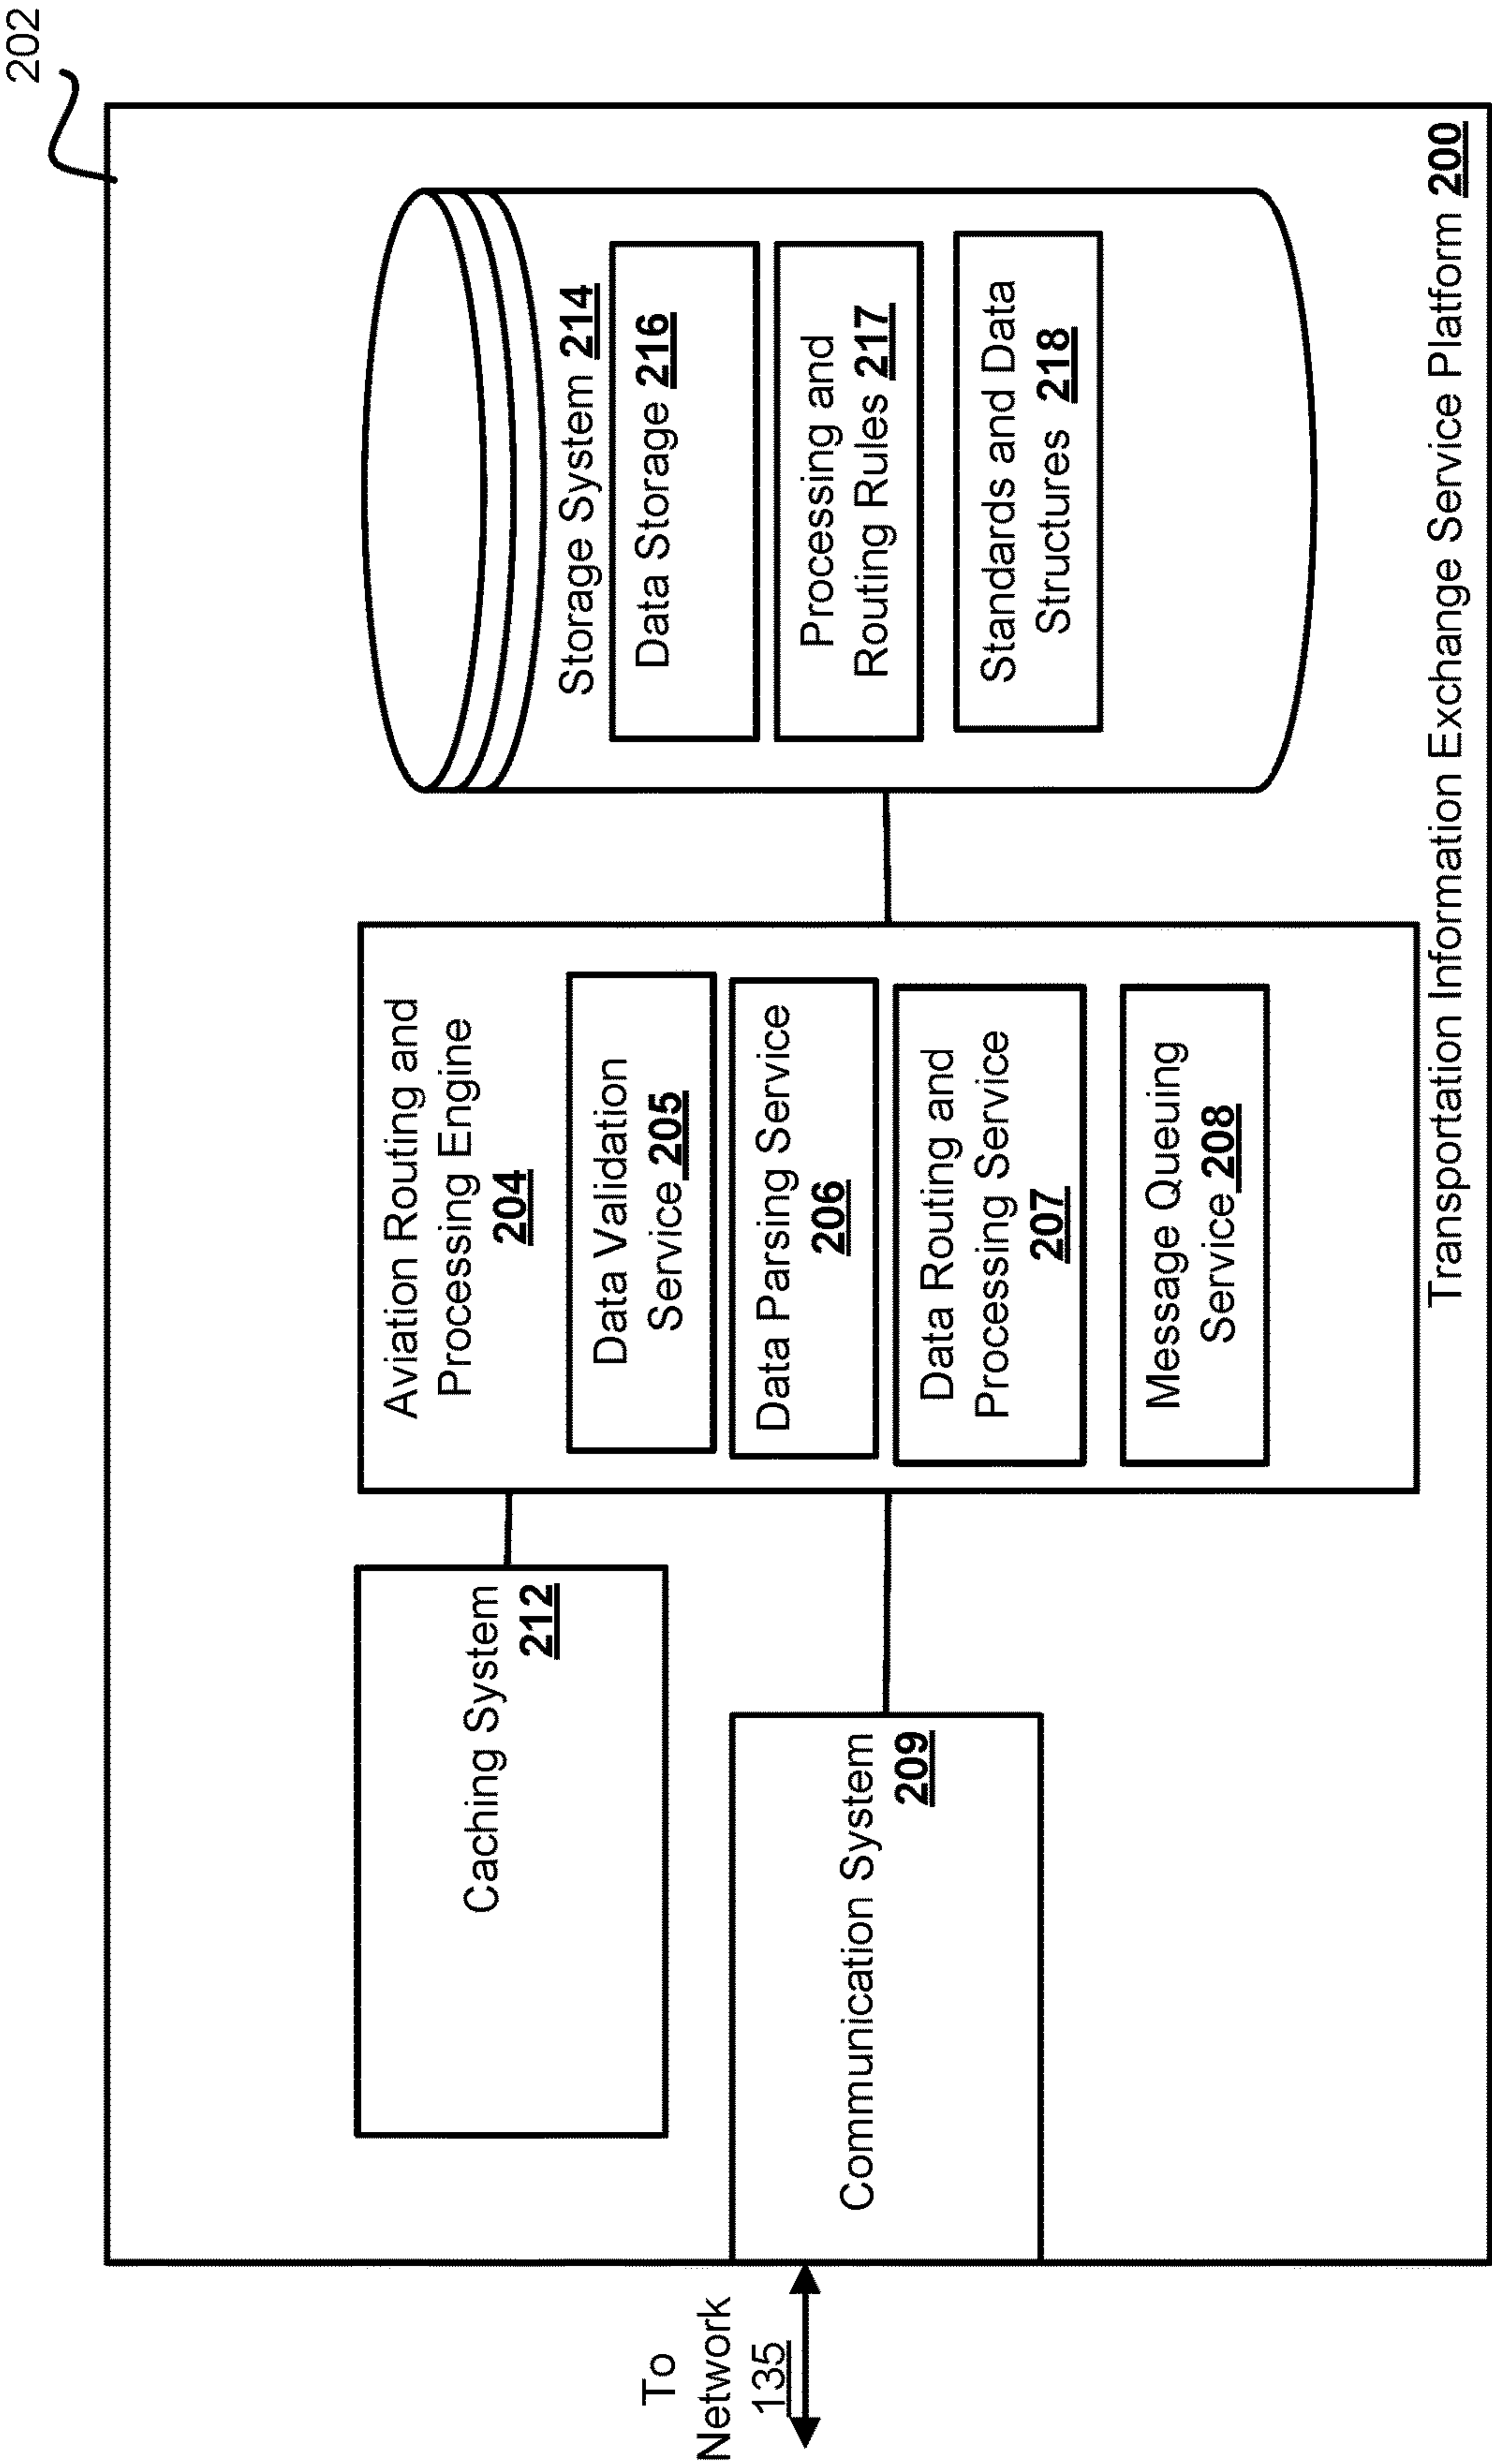 202
To
Network
135
Caching System
212
Communication System
209
Aviation Routing and
Processing Engine
204
Data Validation
Service 205
Data Parsing Service
206
Data Routing and
Processing Service
207
Message Queuing
Service 208
Storage System 214
Data Storage 216
Processing and
Routing Rules 217
Standards and Data
Structures 218
Transportation Information Exchange Service Platform 200